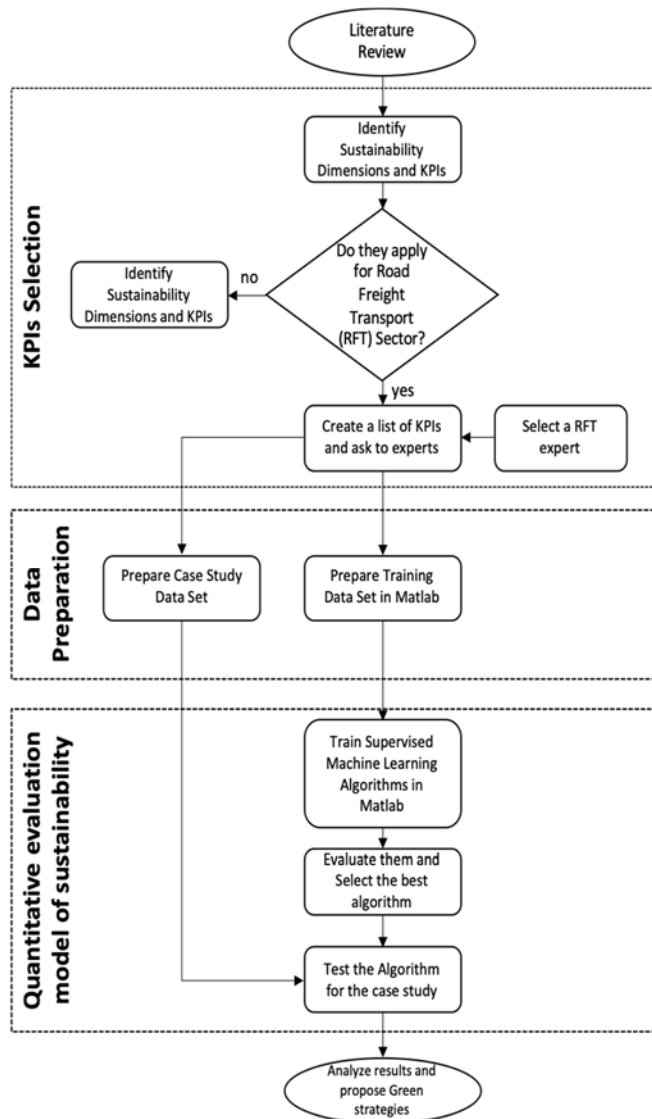 Literature
Review
KPIs Selection
Identify
Sustainability
Dimensions and KPIs
Do they apply
for Road
Freight
Transport
(RFT) Sector?
no
Identify
Sustainability
Dimensions and KPIs
yes
Create a list of KPIs
and ask to experts
Select a RFT
expert
Data
Preparation
Prepare Case Study
Data Set
Prepare Training
Data Set in Matlab
Quantitative evaluation
model of sustainability
Train Supervised
Machine Learning
Algorithms in
Matlab
Evaluate them and
Select the best
algorithm
Test the Algorithm
for the case study
Analyze results and
propose Green
strategies